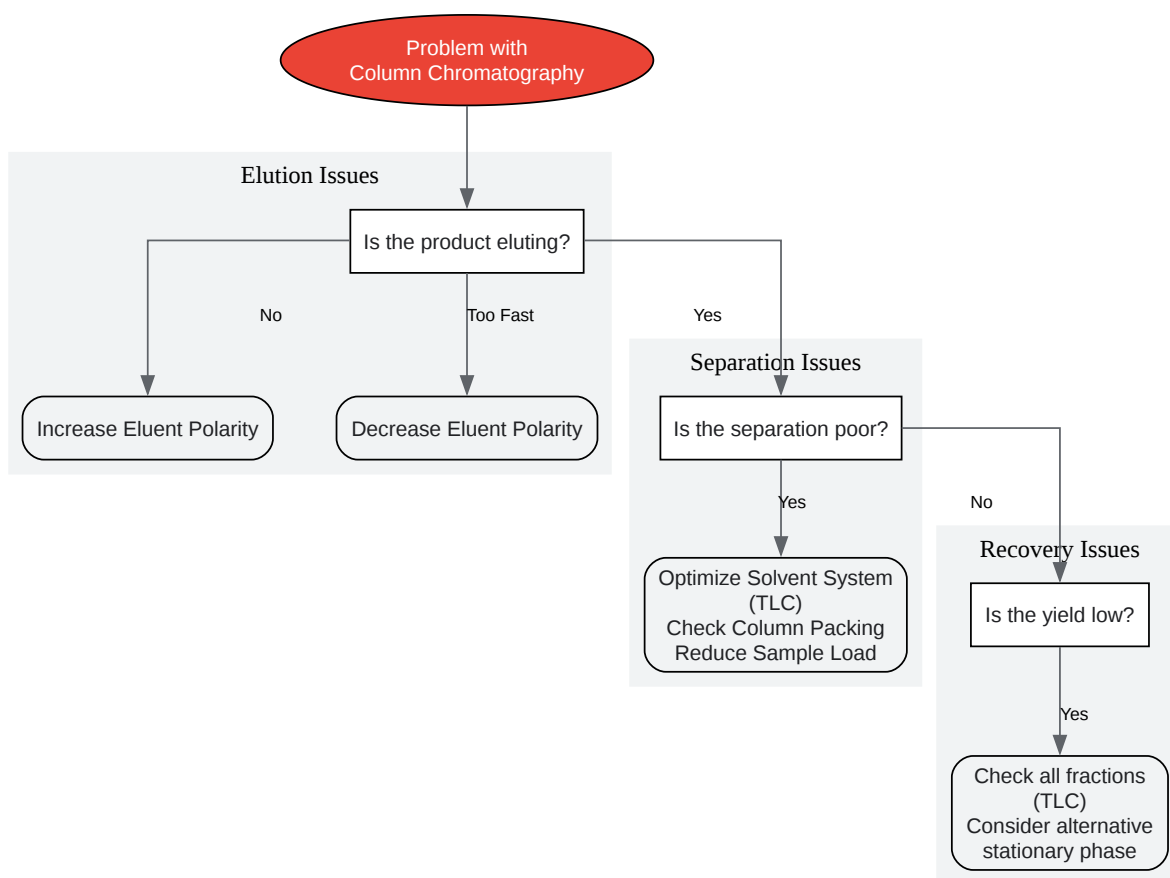 Problem with
Column Chromatography
Elution Issues
Is the product eluting?
No
Too Fast
Yes
Increase Eluent Polarity
Decrease Eluent Polarity
Separation Issues
Is the separation poor?
Yes
No
Optimize Solvent System
(TLC)
Check Column Packing
Reduce Sample Load
Recovery Issues
Is the yield low?
Yes
Check all fractions
(TLC)
Consider alternative
stationary phase